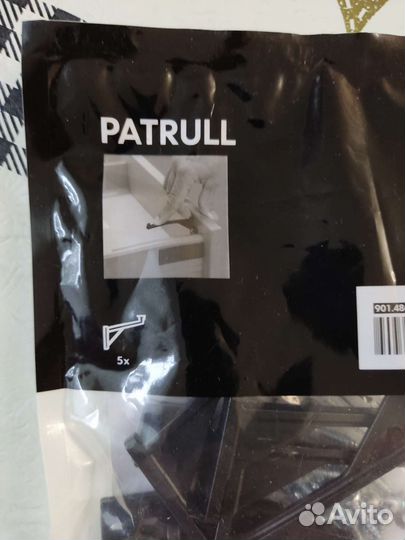 PATRULL
901.48
5x
Avito